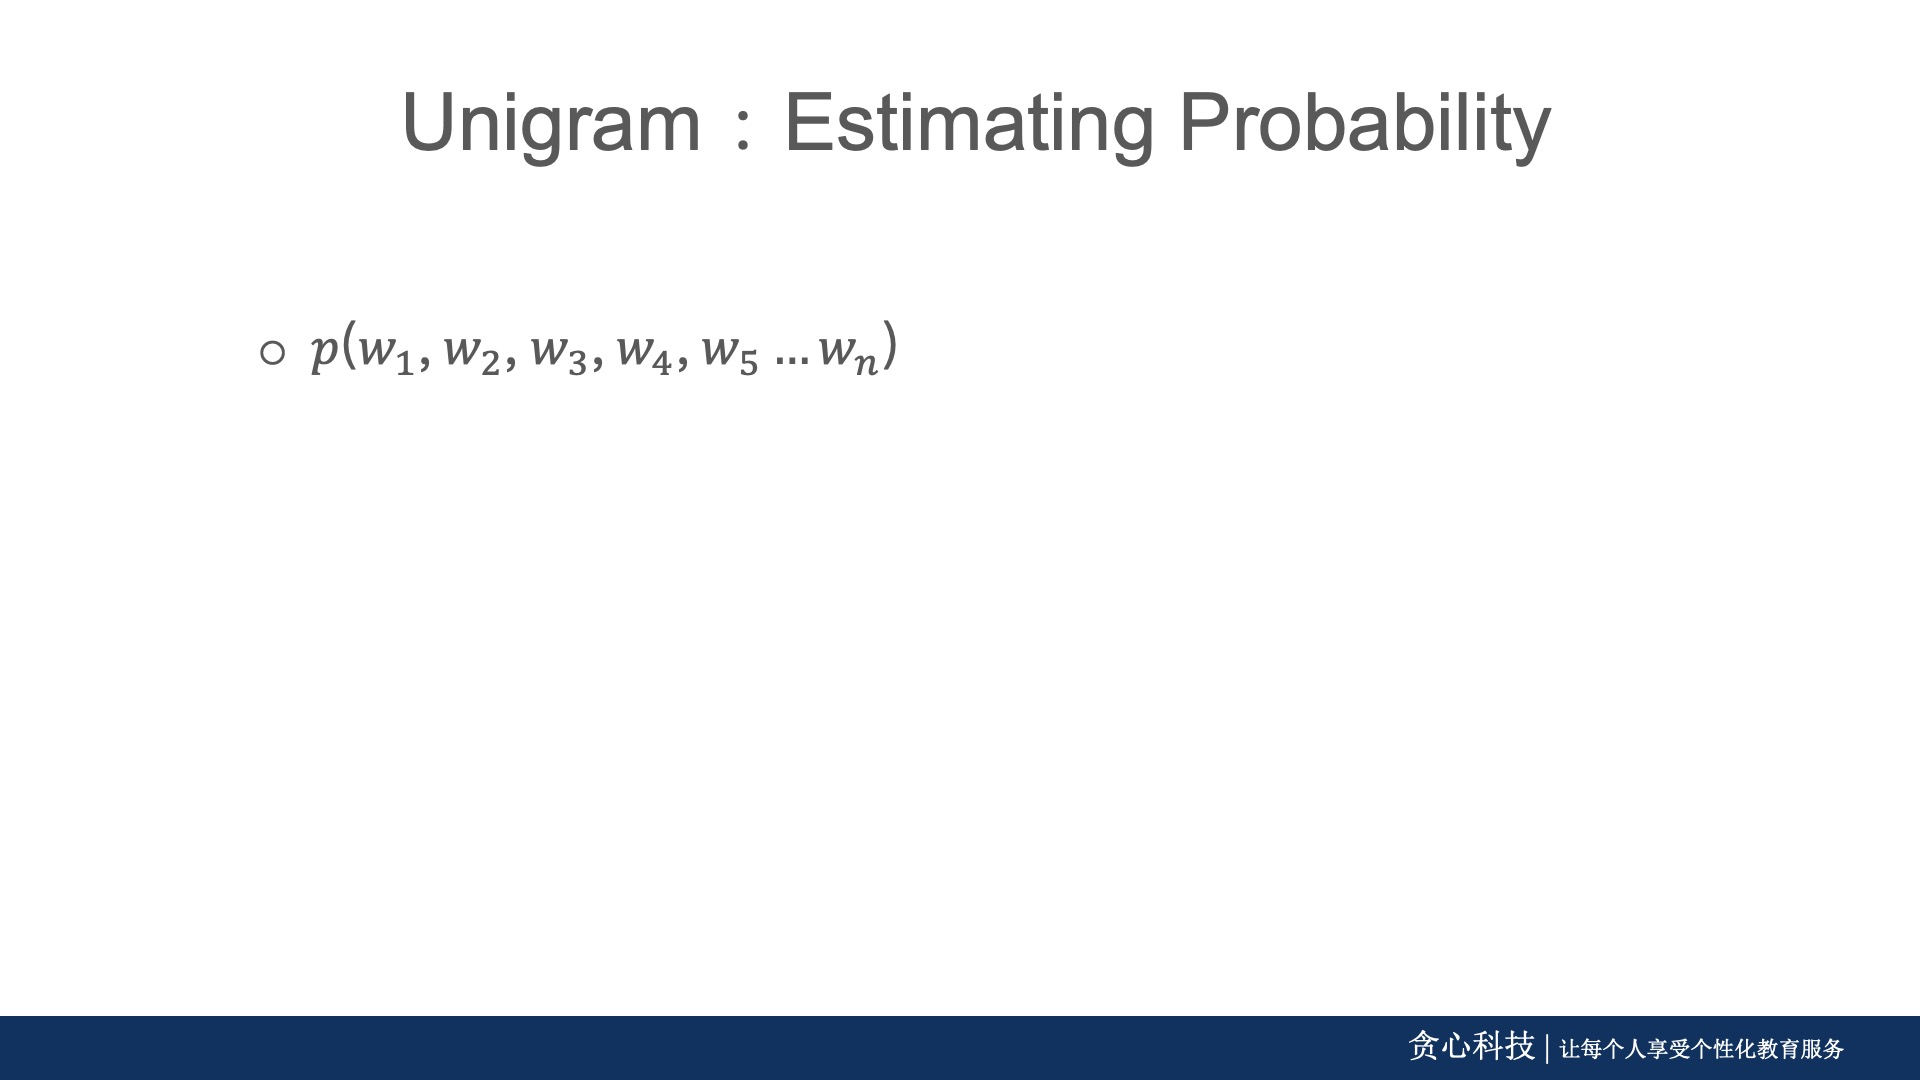 Unigram：Estimating Probability
○ p(w₁, w₂, w₃, w₄, w₅ … wₙ)
贪心科技 | 让每个人享受个性化教育服务